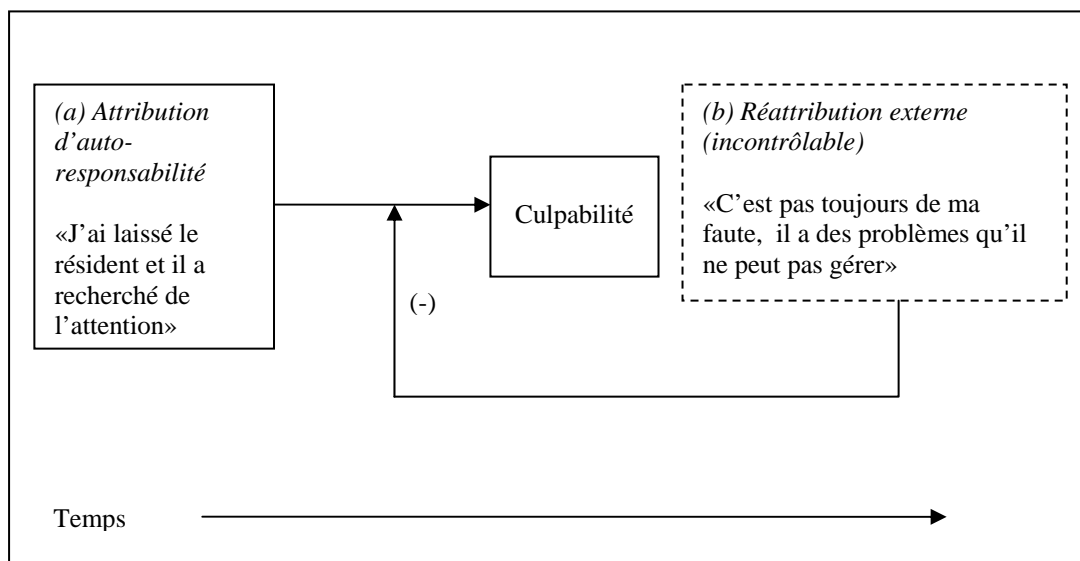 (a) Attribution
d’auto-
responsabilité
«J’ai laissé le
résident et il a
recherché de
l’attention»
Culpabilité
(b) Réattribution externe
(incontrôlable)
«C’est pas toujours de ma
faute,  il a des problèmes qu’il
ne peut pas gérer»
(-)
Temps